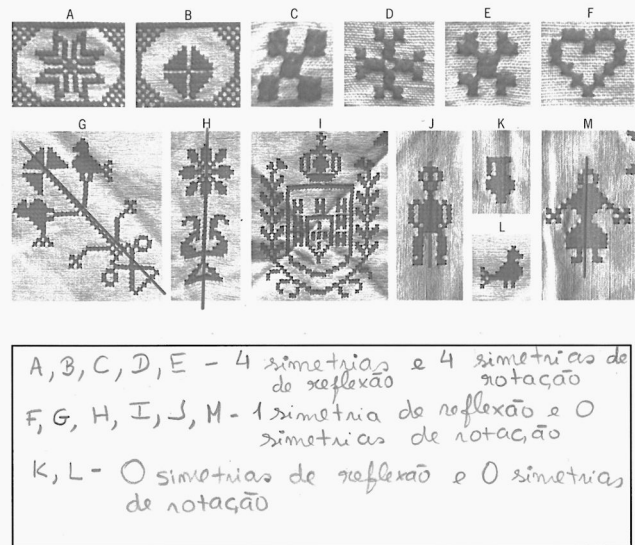 A B C D E F
G H I J K M
L
A, B, C, D, E - 4 simetrias e 4 simetrias de
de reflexão rotação
F, G, H, I, J, M - 1 simetria de reflexão e 0
simetrias de rotação
K, L - 0 simetrias de reflexão e 0 simetrias
de rotação